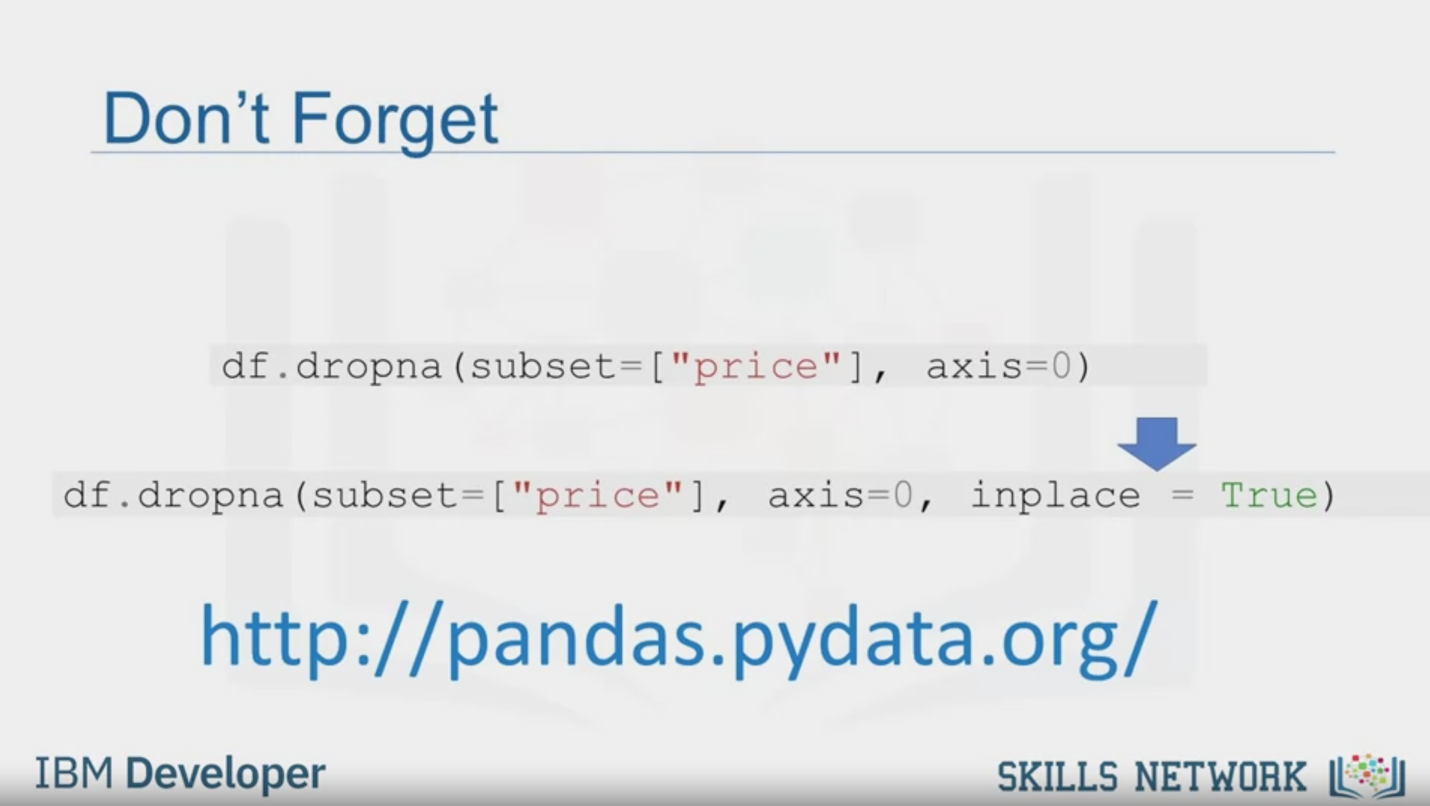 Don’t Forget
df.dropna(subset=["price"], axis=0)
df.dropna(subset=["price"], axis=0, inplace = True)
http://pandas.pydata.org/
IBM Developer
SKILLS NETWORK